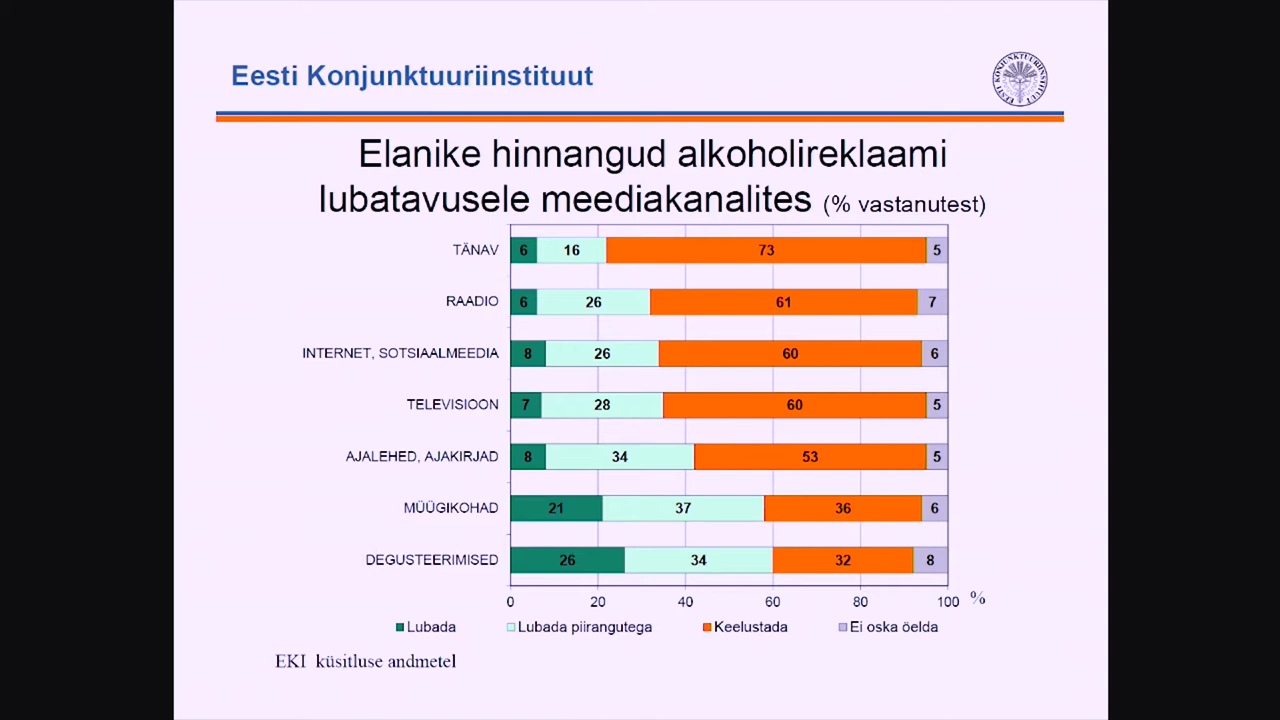 Eesti Konjunktuuriinstituut
EESTI KONJUNKTUURIINSTITUUT
Elanike hinnangud alkoholireklaami
lubatavusele meediakanalites (% vastanutest)
TÄNAV 6 16 73 5
RAADIO 6 26 61 7
INTERNET, SOTSIAALMEEDIA 8 26 60 6
TELEVISIOON 7 28 60 5
AJALEHED, AJAKIRJAD 8 34 53 5
MÜÜGIKOHAD 21 37 36 6
DEGUSTEERIMISED 26 34 32 8
0 20 40 60 80 100 %
Lubada Lubada piirangutega Keelustada Ei oska öelda
EKI küsitluse andmetel